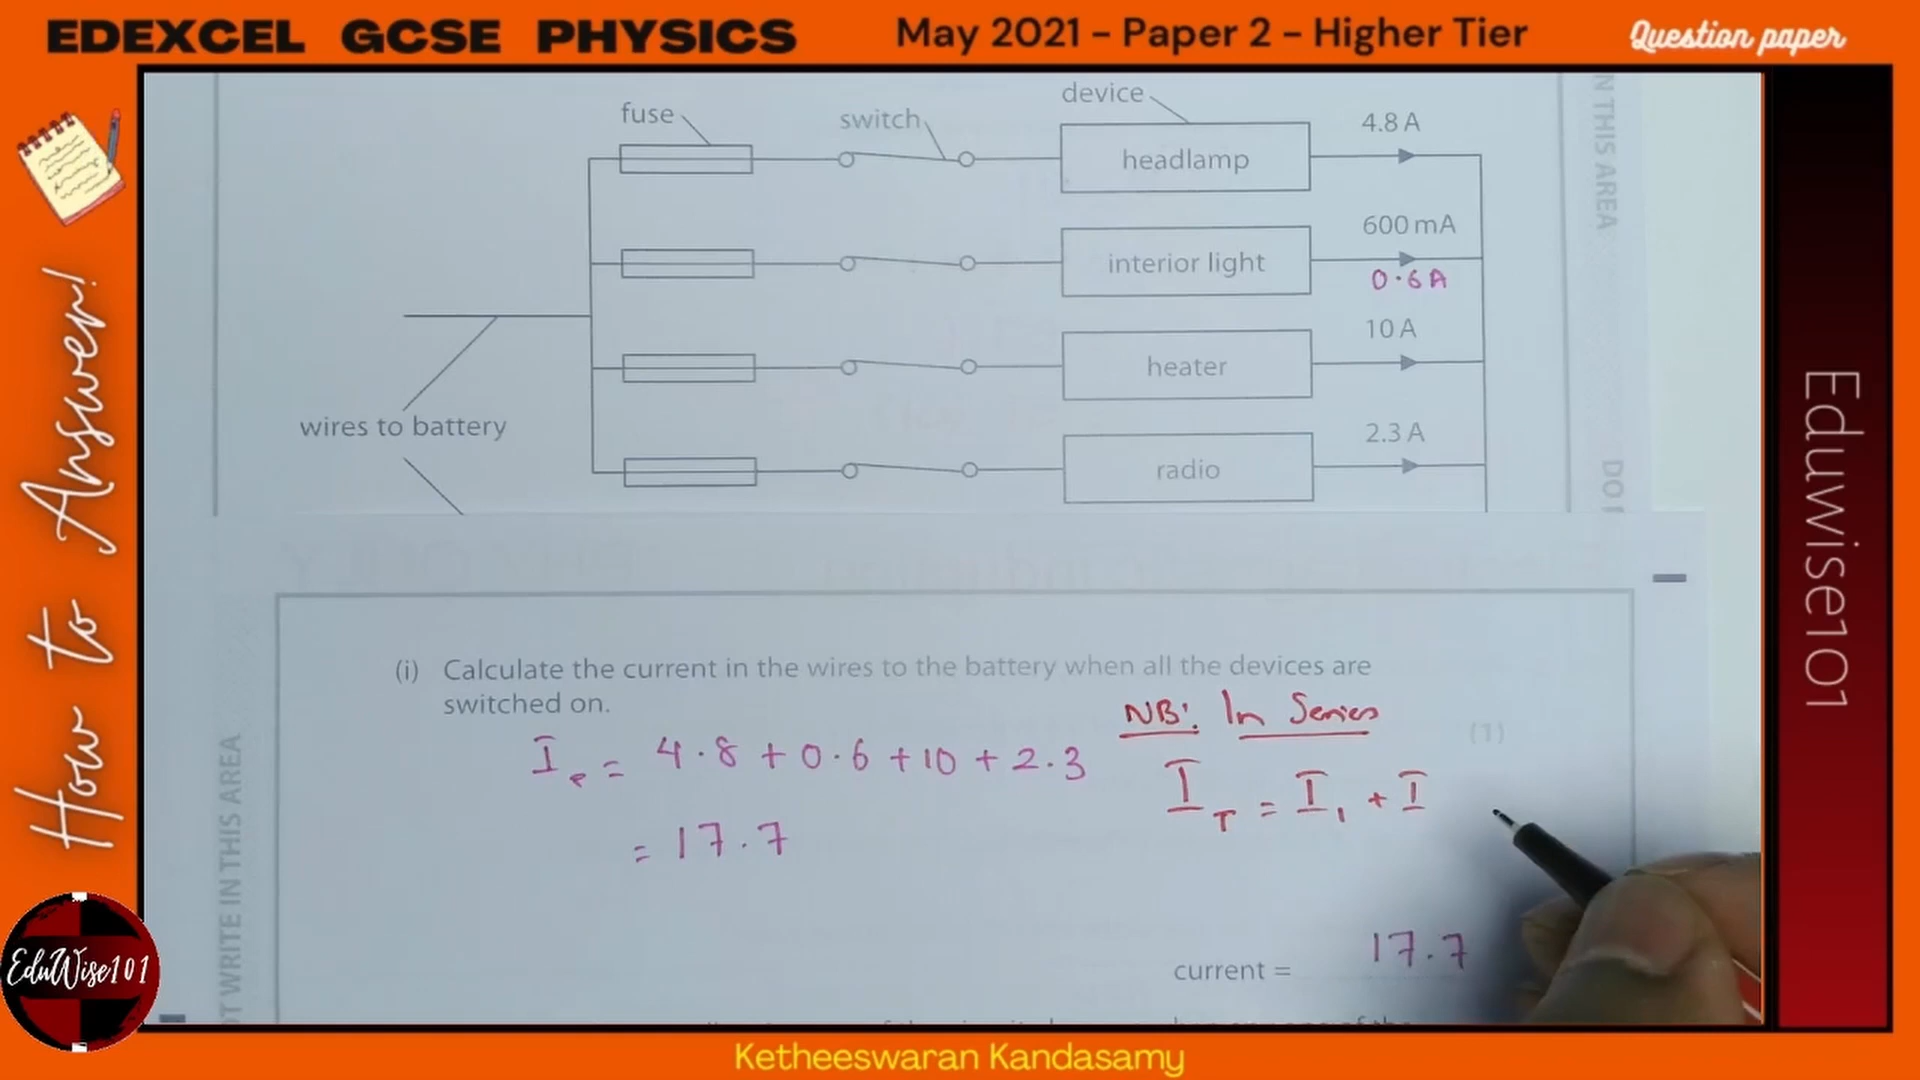 EDEXCEL GCSE PHYSICS
May 2021 - Paper 2 - Higher Tier
Question paper
How to Answer!
fuse
switch
device
headlamp
4.8 A
interior light
600 mA
0.6A
heater
10 A
radio
2.3 A
wires to battery
N THIS AREA
DO
(i) Calculate the current in the wires to the battery when all the devices are
switched on.
(1)
NB: In Series
= 4.8 + 0.6 + 10 + 2.3
= 17.7
I T = I 1 + I
current = 17.7
OT WRITE IN THIS AREA
EduWise101
Eduwise101
Ketheeswaran Kandasamy